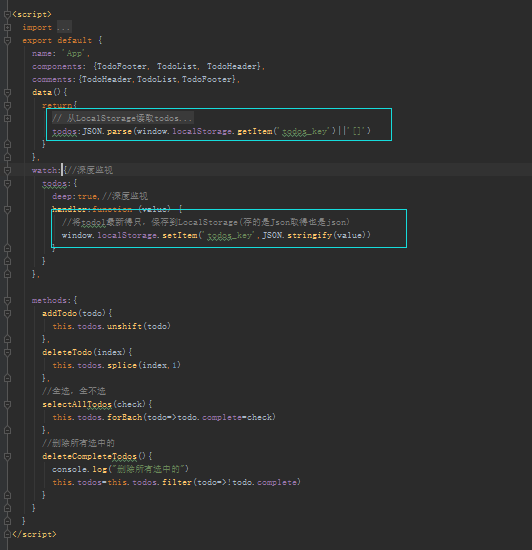 <script>
import ...
export default {
name: 'App',
components: {TodoFooter, TodoList, TodoHeader},
comments:{TodoHeader,TodoList,TodoFooter},
data(){
return{
// 从LocalStorage读取todos...
todos:JSON.parse(window.localStorage.getItem('todos_key')||'[]')
}
},
watch:{//深度监视
todos:{
deep:true,//深度监视
handler:function (value) {
//将todol最新得只，保存到LocalStorage(存的是Json取得也是json)
window.localStorage.setItem('todos_key',JSON.stringify(value))
}
}
},
methods:{
addTodo(todo){
this.todos.unshift(todo)
},
deleteTodo(index){
this.todos.splice(index,1)
},
//全选，全不选
selectAllTodos(check){
this.todos.forEach(todo=>todo.complete=check)
},
//删除所有选中的
deleteCompleteTodos(){
console.log("删除所有选中的")
this.todos=this.todos.filter(todo=>!todo.complete)
}
}
}
</script>